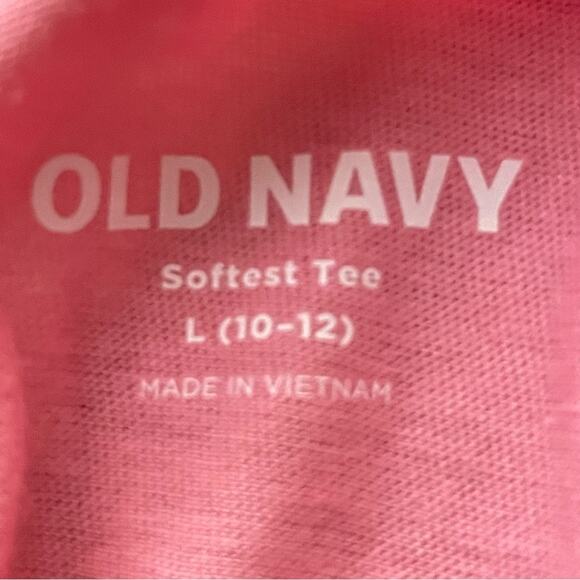 OLD NAVY
Softest Tee
L (10-12)
MADE IN VIETNAM